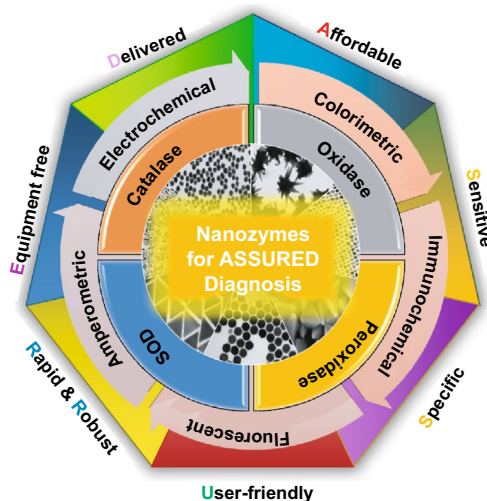 Affordable
Sensitive
Specific
User-friendly
Rapid & Robust
Equipment free
Delivered
Colorimetric
Immunochemical
Fluorescent
Amperometric
Electrochemical
Oxidase
Peroxidase
SOD
Catalase
Nanozymes
for ASSURED
Diagnosis